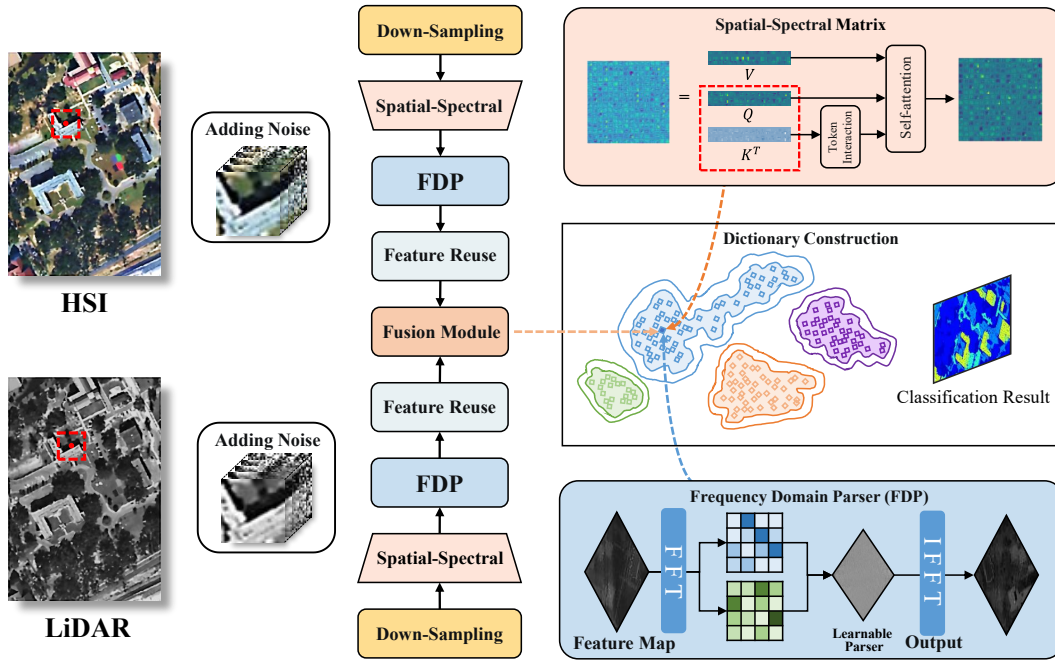 HSI
LiDAR
Adding Noise
Adding Noise
Down-Sampling
Spatial-Spectral
FDP
Feature Reuse
Fusion Module
Feature Reuse
FDP
Spatial-Spectral
Down-Sampling
Spatial-Spectral Matrix
=
V
Q
K^T
Token
Interaction
Self-attention
Dictionary Construction
Classification Result
Frequency Domain Parser (FDP)
Feature Map
FFT
Learnable
Parser
IFFT
Output